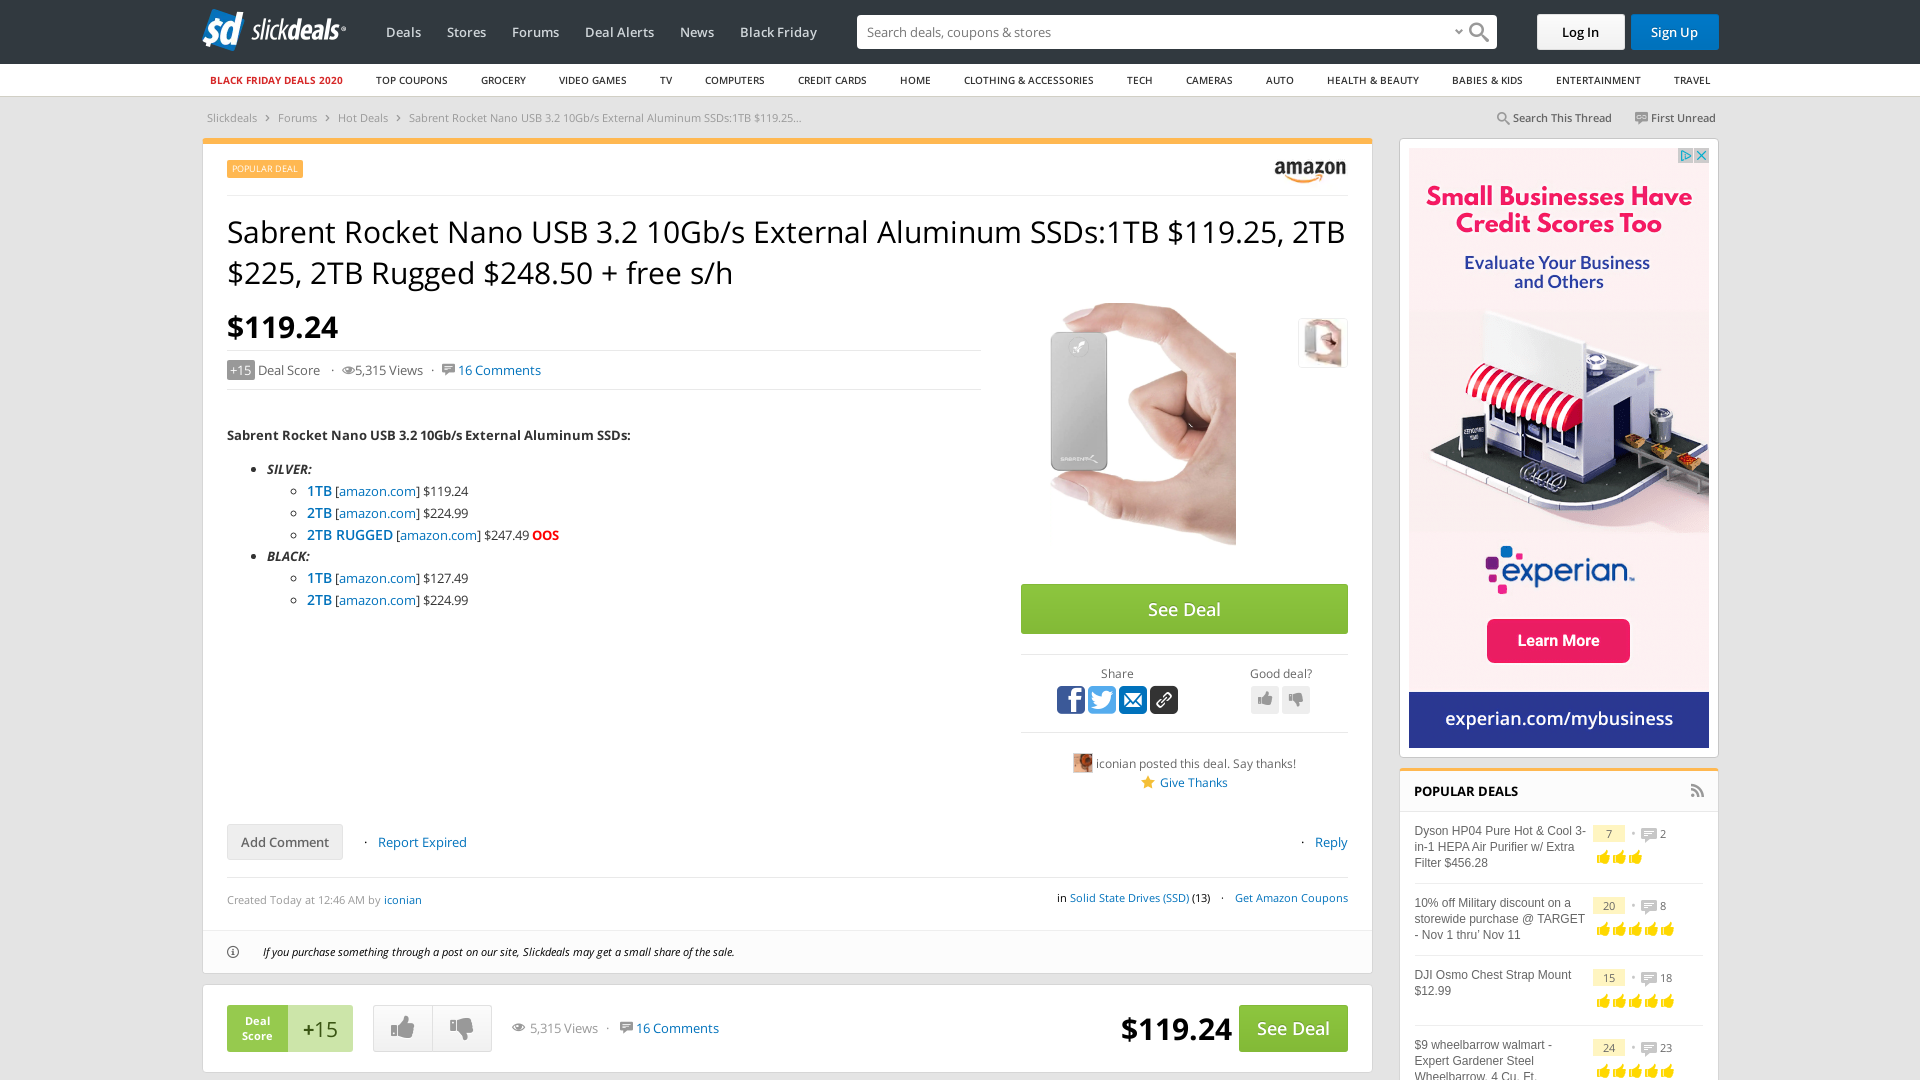 sd slickdeals
Deals
Stores
Forums
Deal Alerts
News
Black Friday
Search deals, coupons & shops
Log In
Sign Up
BLACK FRIDAY DEALS 2020
TOP COUPONS
GROCERY
VIDEO GAMES
TV
COMPUTERS
CREDIT CARDS
HOME
CLOTHING & ACCESSORIES
TECH
CAMERAS
AUTO
HEALTH & BEAUTY
BABIES & KIDS
ENTERTAINMENT
TRAVEL
Slickdeals › Forums › Hot Deals › Sabrent Rocket Nano USB 3.2 10Gb/s External Aluminum SSDs:1TB $119.25...
Search This Thread
First Unread
POPULAR DEAL
amazon
Sabrent Rocket Nano USB 3.2 10Gb/s External Aluminum SSDs:1TB $119.25, 2TB
$225, 2TB Rugged $248.50 + free s/h
$119.24
+15 Deal Score · 5,315 Views · 16 Comments
Sabrent Rocket Nano USB 3.2 10Gb/s External Aluminum SSDs:
SILVER:
1TB [amazon.com] $119.24
2TB [amazon.com] $224.99
2TB RUGGED [amazon.com] $247.49 OOS
BLACK:
1TB [amazon.com] $127.49
2TB [amazon.com] $224.99
SABRENT
See Deal
Share
Good deal?
iconian posted this deal. Say thanks!
Give Thanks
Add Comment · Report Expired
· Reply
Created Today at 12:46 AM by iconian
in Solid State Drives (SSD) (13) · Get Amazon Coupons
If you purchase something through a post on our site, Slickdeals may get a small share of the sale.
Deal
Score
+15
5,315 Views · 16 Comments
$119.24
See Deal
Small Businesses Have
Credit Scores Too
Evaluate Your Business
and Others
experian.™
Learn More
experian.com/mybusiness
POPULAR DEALS
Dyson HP04 Pure Hot & Cool 3-
in-1 HEPA Air Purifier w/ Extra
Filter $456.28
7 • 2
10% off Military discount on a
storewide purchase @ TARGET
- Nov 1 thru' Nov 11
20 • 8
DJI Osmo Chest Strap Mount
$12.99
15 • 18
$9 wheelbarrow walmart -
Expert Gardener Steel
Wheelbarrow, 4 Cu. Ft.
24 • 23